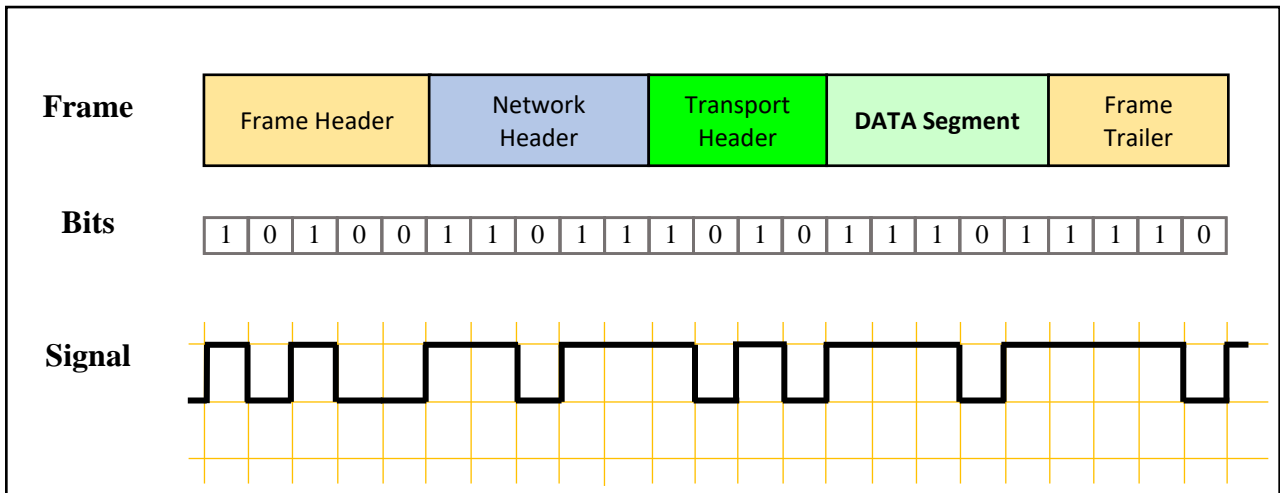 Frame
Frame Header
Network
Header
Transport
Header
DATA Segment
Frame
Trailer
Bits
1 0 1 0 0 1 1 0 1 1 1 0 1 0 1 1 1 0 1 1 1 1 0
Signal